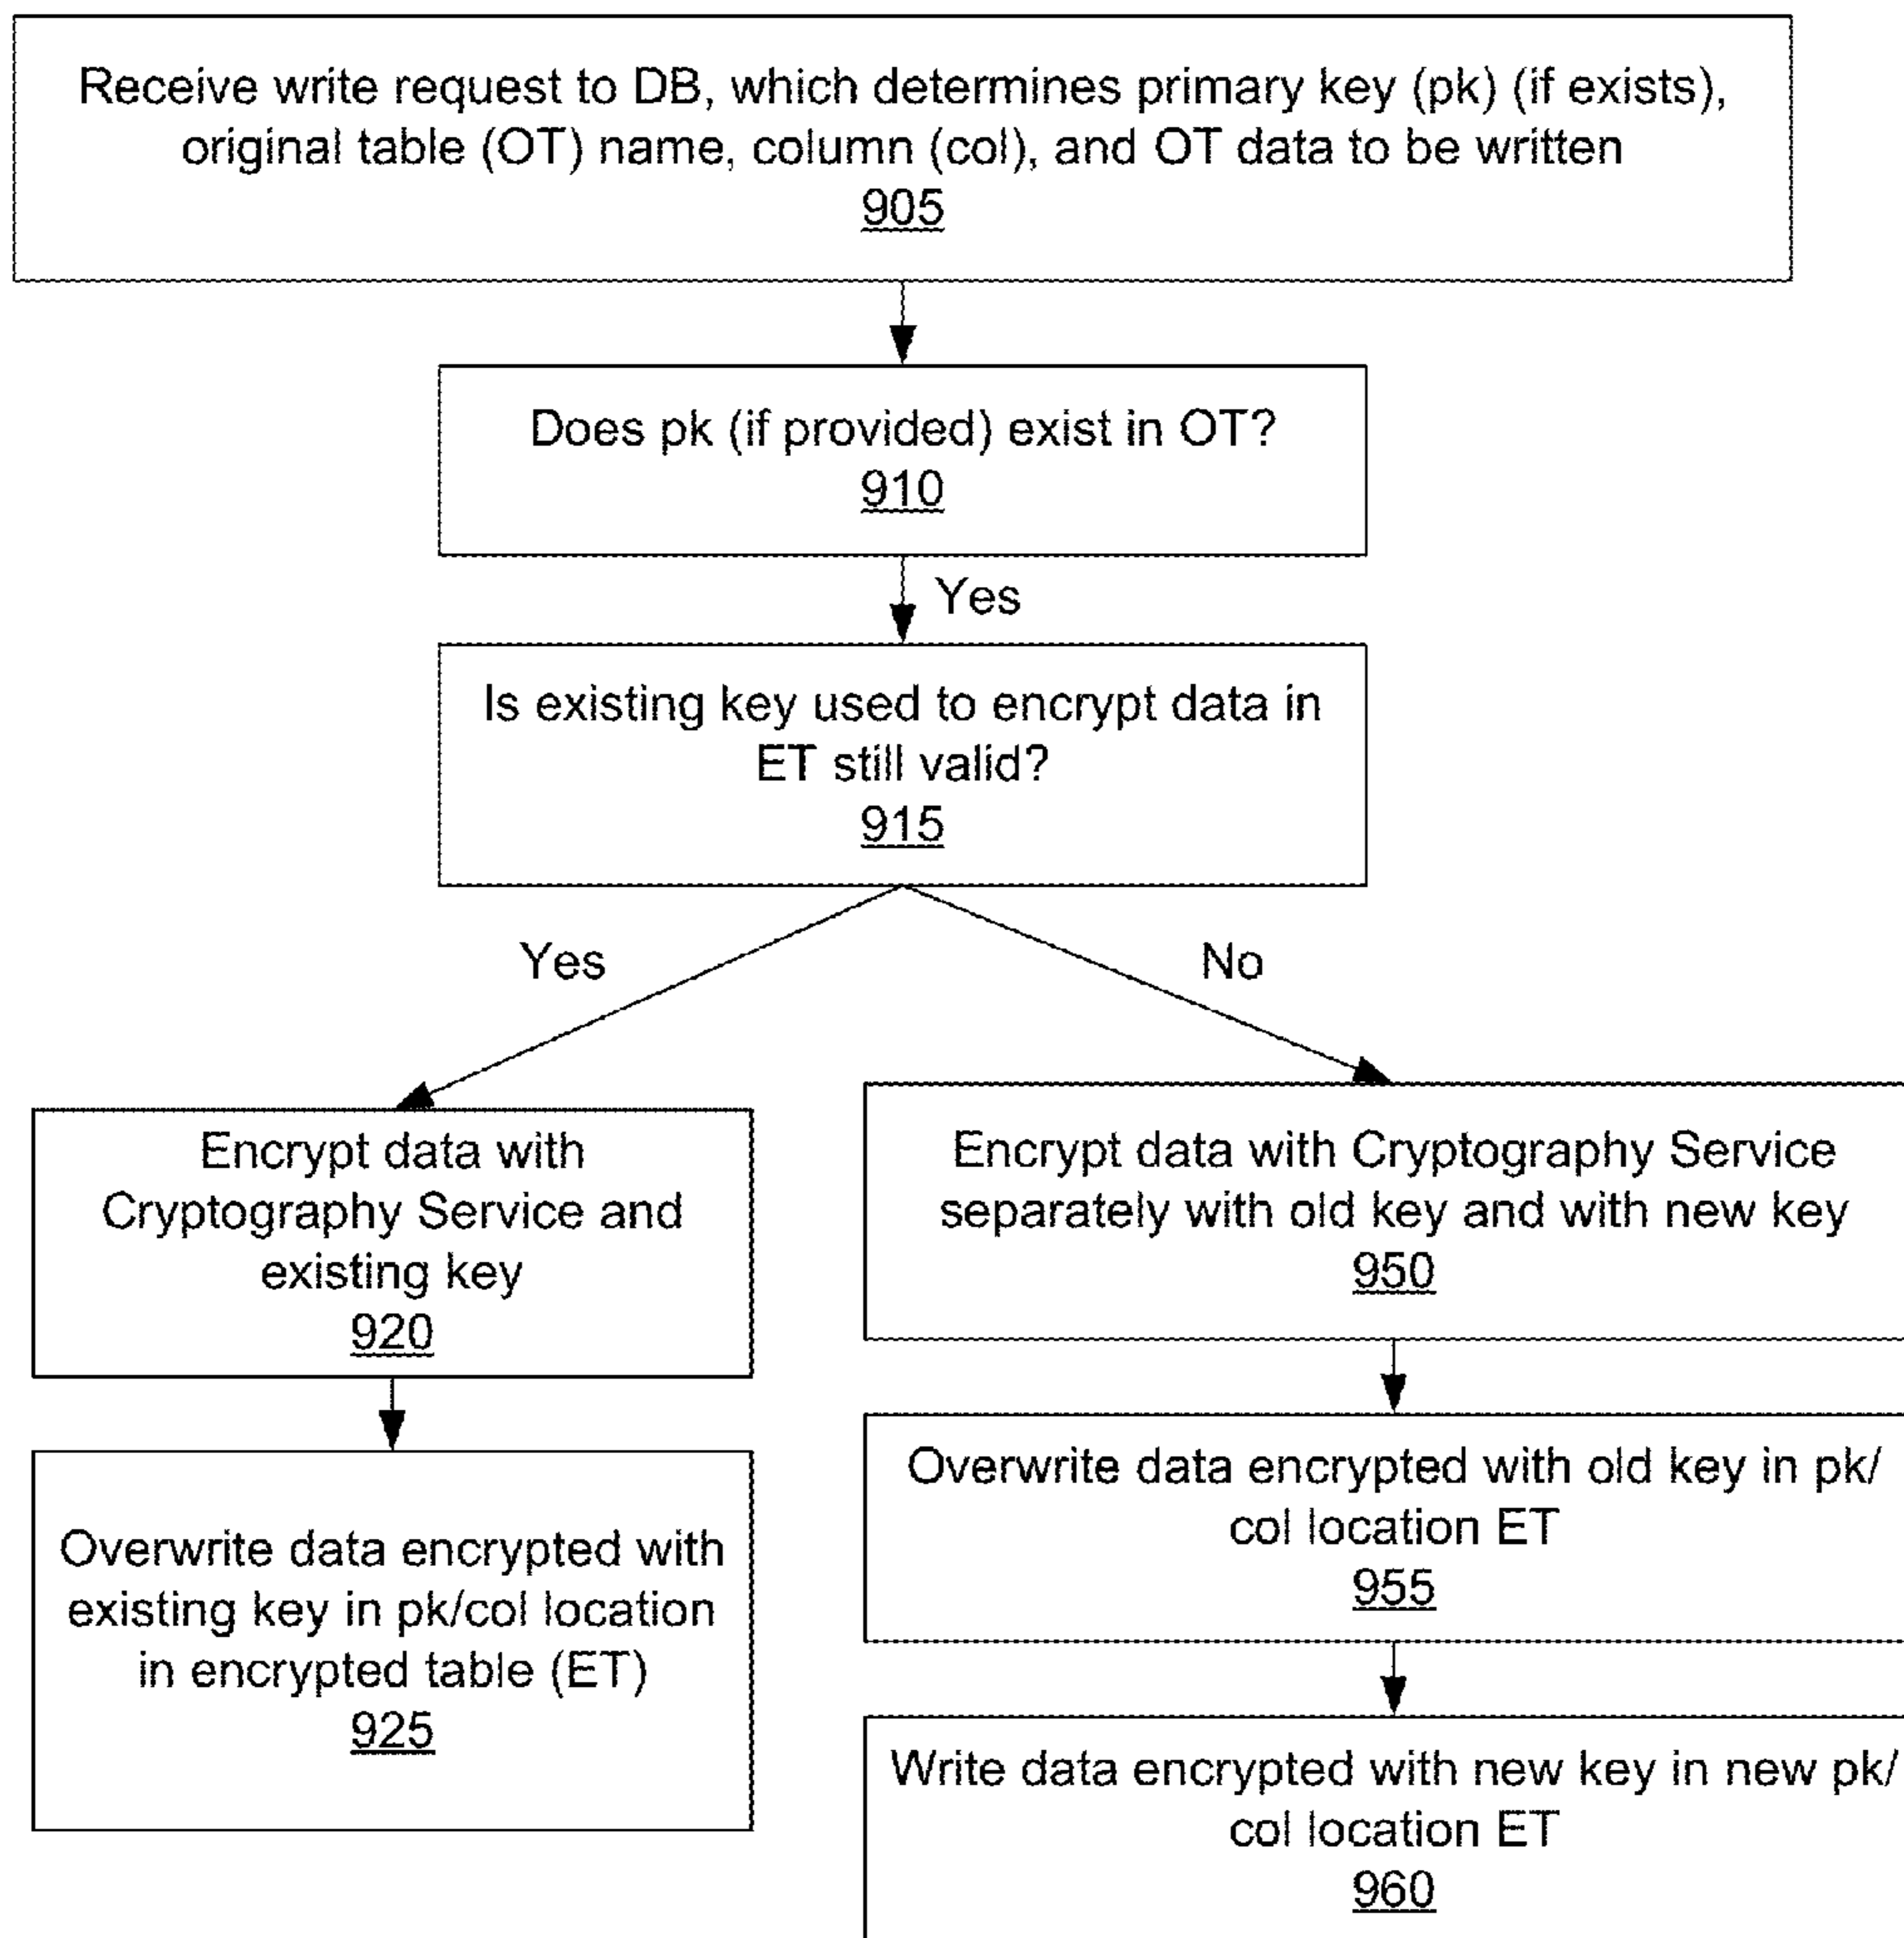 Receive write request to DB, which determines primary key (pk) (if exists),
original table (OT) name, column (col), and OT data to be written
905
Does pk (if provided) exist in OT?
910
Yes
Is existing key used to encrypt data in
ET still valid?
915
Yes
No
Encrypt data with
Cryptography Service and
existing key
920
Overwrite data encrypted with
existing key in pk/col location
in encrypted table (ET)
925
Encrypt data with Cryptography Service
separately with old key and with new key
950
Overwrite data encrypted with old key in pk/
col location ET
955
Write data encrypted with new key in new pk/
col location ET
960